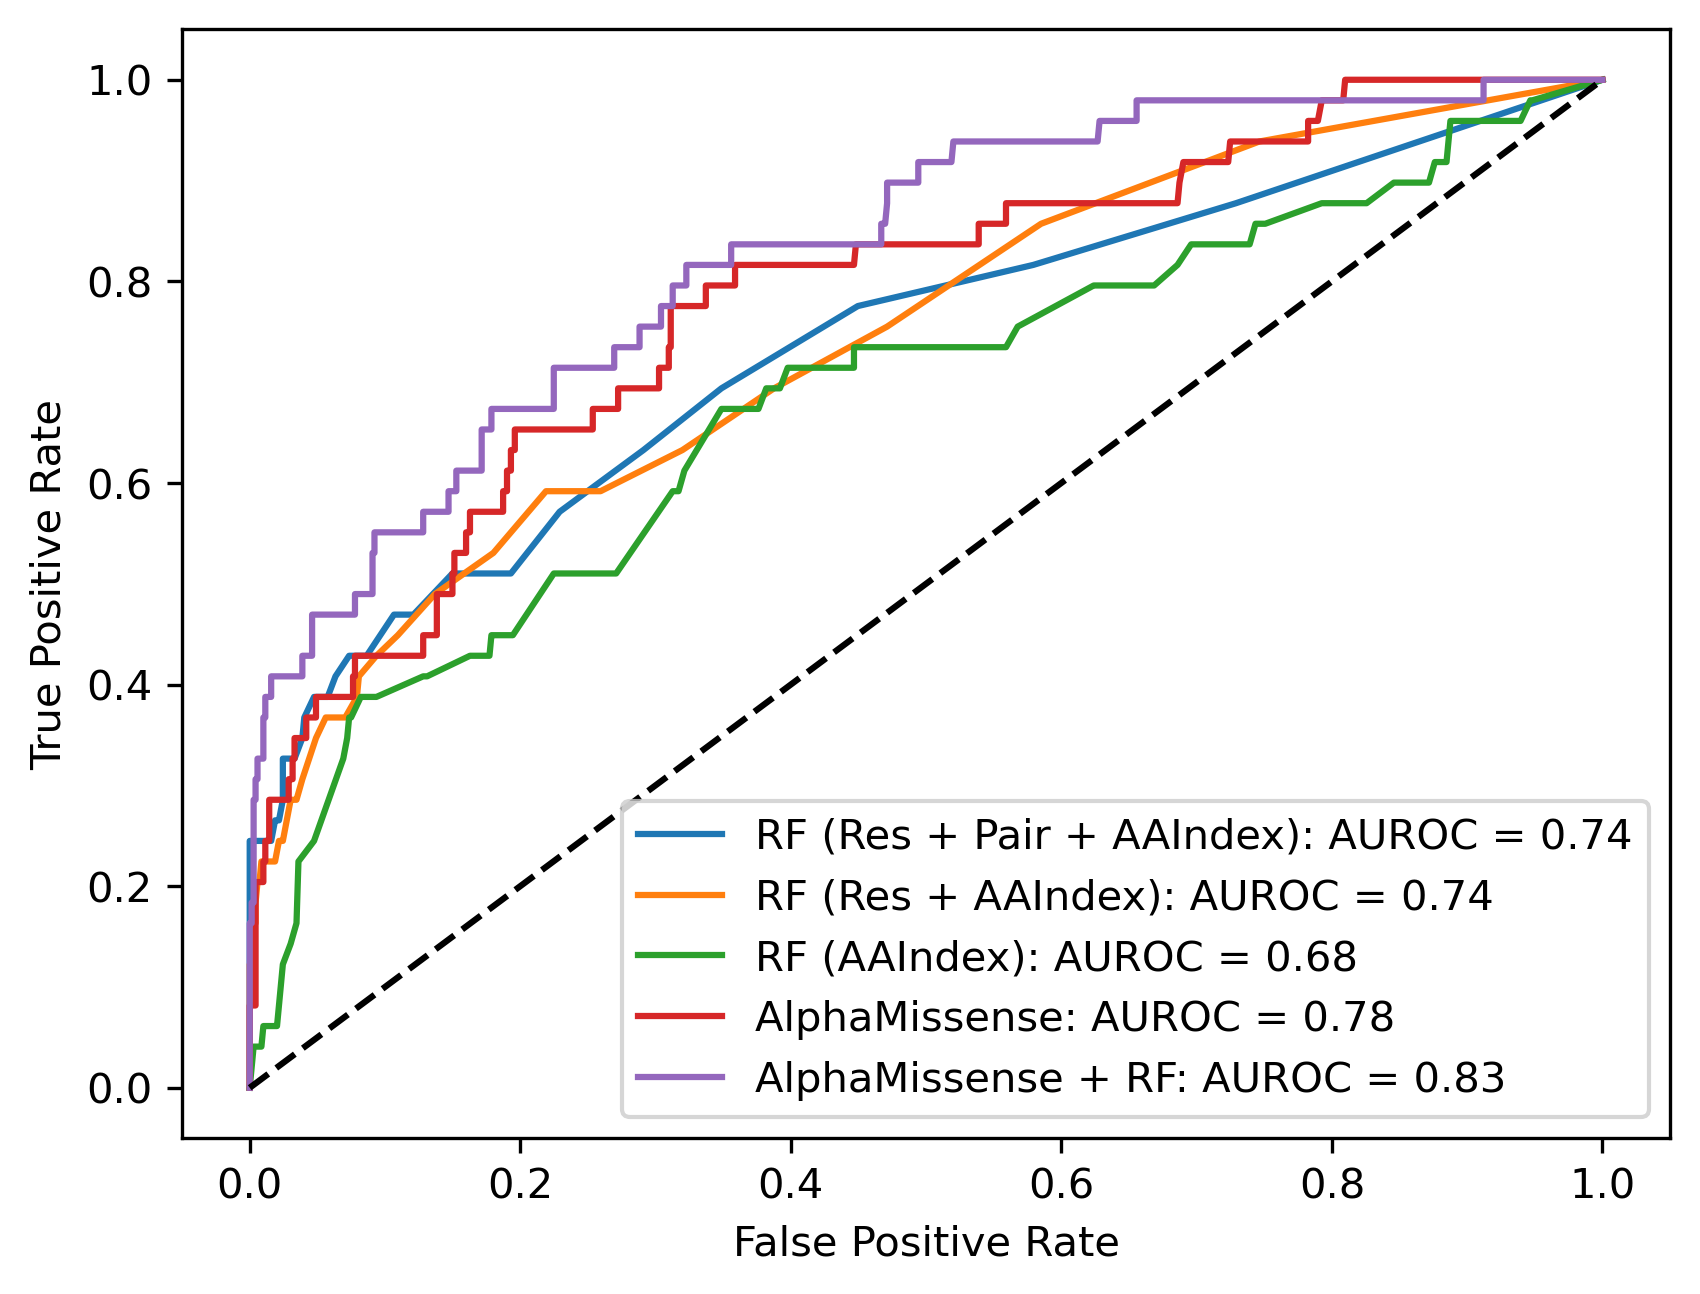 1.0
0.8
0.6
0.4
0.2
0.0
True Positive Rate
RF (Res + Pair + AAIndex): AUROC = 0.74
RF (Res + AAIndex): AUROC = 0.74
RF (AAIndex): AUROC = 0.68
AlphaMissense: AUROC = 0.78
AlphaMissense + RF: AUROC = 0.83
0.0 0.2 0.4 0.6 0.8 1.0
False Positive Rate